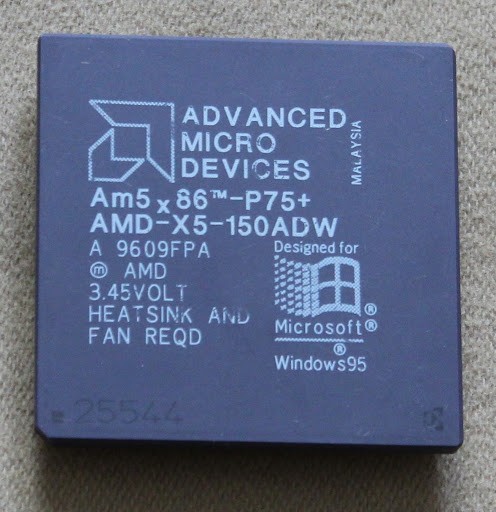 ADVANCED
MICRO
DEVICES
MALAYSIA
Am5x86™-P75+
AMD-X5-150ADW
A 9609FPA
ⓜ AMD
3.45VOLT
HEATSINK AND
FAN REQD
Designed for
Microsoft®
®
Windows95
25544